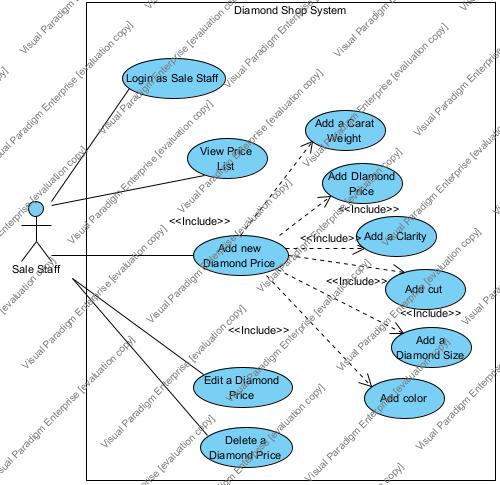 Diamond Shop System
Login as Sale Staff
Add a Carat
Weight
View Price
List
Add DIamond
Price
<<Include>>
<<Include>>
Add a Clarity
<<Include>>
Add new
Diamond Price
Sale Staff
<<Include>>
Add cut
<<Include>>
<<Include>>
Add a
Diamond Size
Edit a Diamond
Price
Add color
Delete a
Diamond Price
Visual Paradigm Enterprise [evaluation copy]